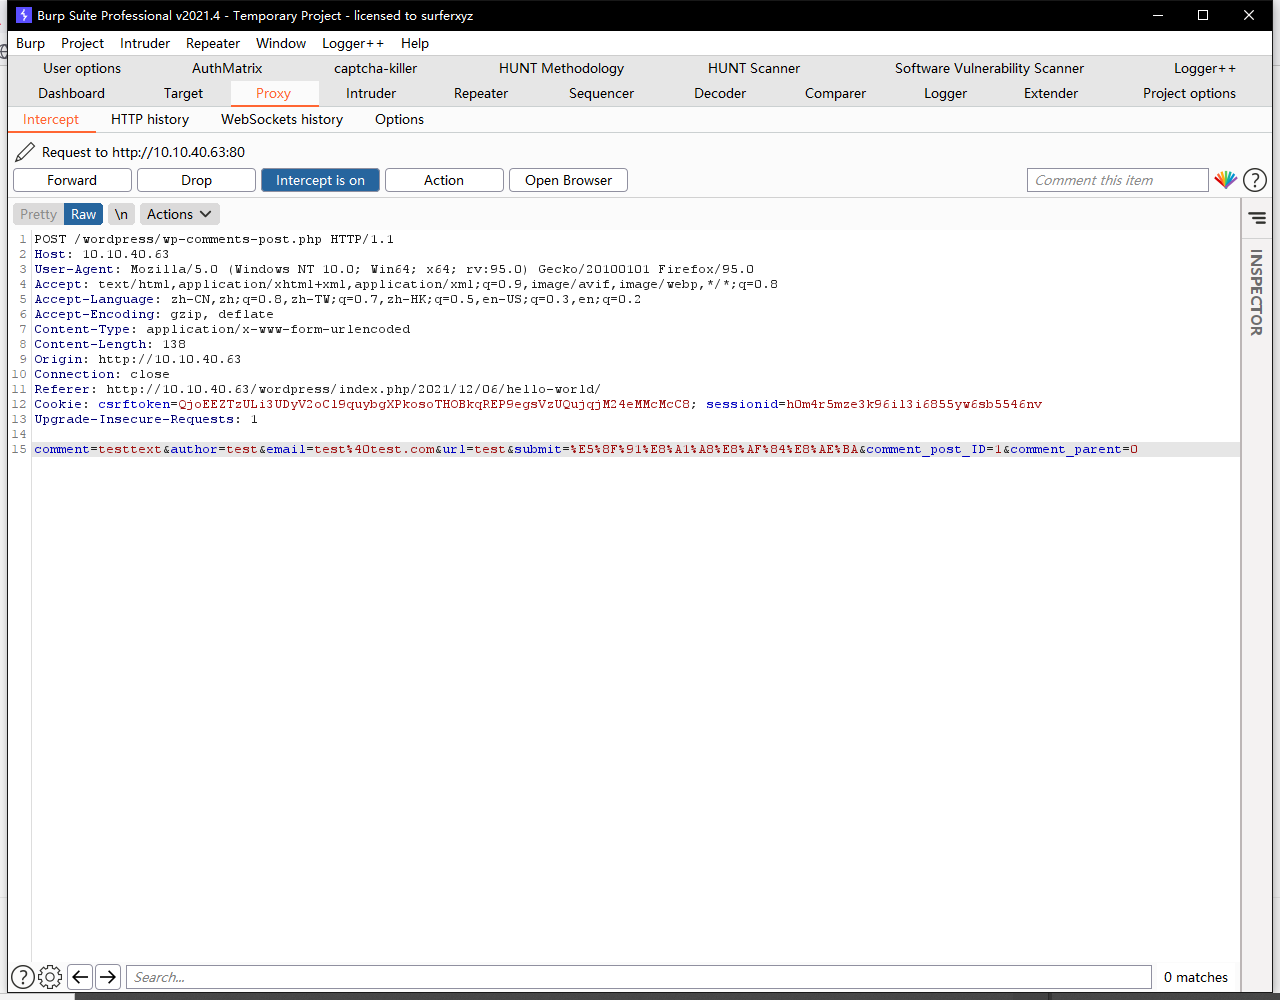 Burp Suite Professional v2021.4 - Temporary Project - licensed to surferxyz
Burp Project Intruder Repeater Window Logger++ Help
User options AuthMatrix captcha-killer HUNT Methodology HUNT Scanner Software Vulnerability Scanner Logger++
Dashboard Target Proxy Intruder Repeater Sequencer Decoder Comparer Logger Extender Project options
Intercept HTTP history WebSockets history Options
Request to http://10.10.40.63:80
Forward Drop Intercept is on Action Open Browser Comment this item ?
Pretty Raw \n Actions
INSPECTOR
1 POST /wordpress/wp-comments-post.php HTTP/1.1
2 Host: 10.10.40.63
3 User-Agent: Mozilla/5.0 (Windows NT 10.0; Win64; x64; rv:95.0) Gecko/20100101 Firefox/95.0
4 Accept: text/html,application/xhtml+xml,application/xml;q=0.9,image/avif,image/webp,*/*;q=0.8
5 Accept-Language: zh-CN,zh;q=0.8,zh-TW;q=0.7,zh-HK;q=0.5,en-US;q=0.3,en;q=0.2
6 Accept-Encoding: gzip, deflate
7 Content-Type: application/x-www-form-urlencoded
8 Content-Length: 138
9 Origin: http://10.10.40.63
10 Connection: close
11 Referer: http://10.10.40.63/wordpress/index.php/2021/12/06/hello-world/
12 Cookie: csrftoken=QjoEEZTzULi3UDyV2oCl9quybgXPkosoTHOBkqREP9egsVzUQujqjM24eMMcMcC8; sessionid=h0m4r5mze3k96il3i6855yw6sb5546nv
13 Upgrade-Insecure-Requests: 1
14
15 comment=testtext&author=test&email=test%40test.com&url=test&submit=%E5%8F%91%E8%A1%A8%E8%AF%84%E8%AE%BA&comment_post_ID=1&comment_parent=0
? Search... 0 matches